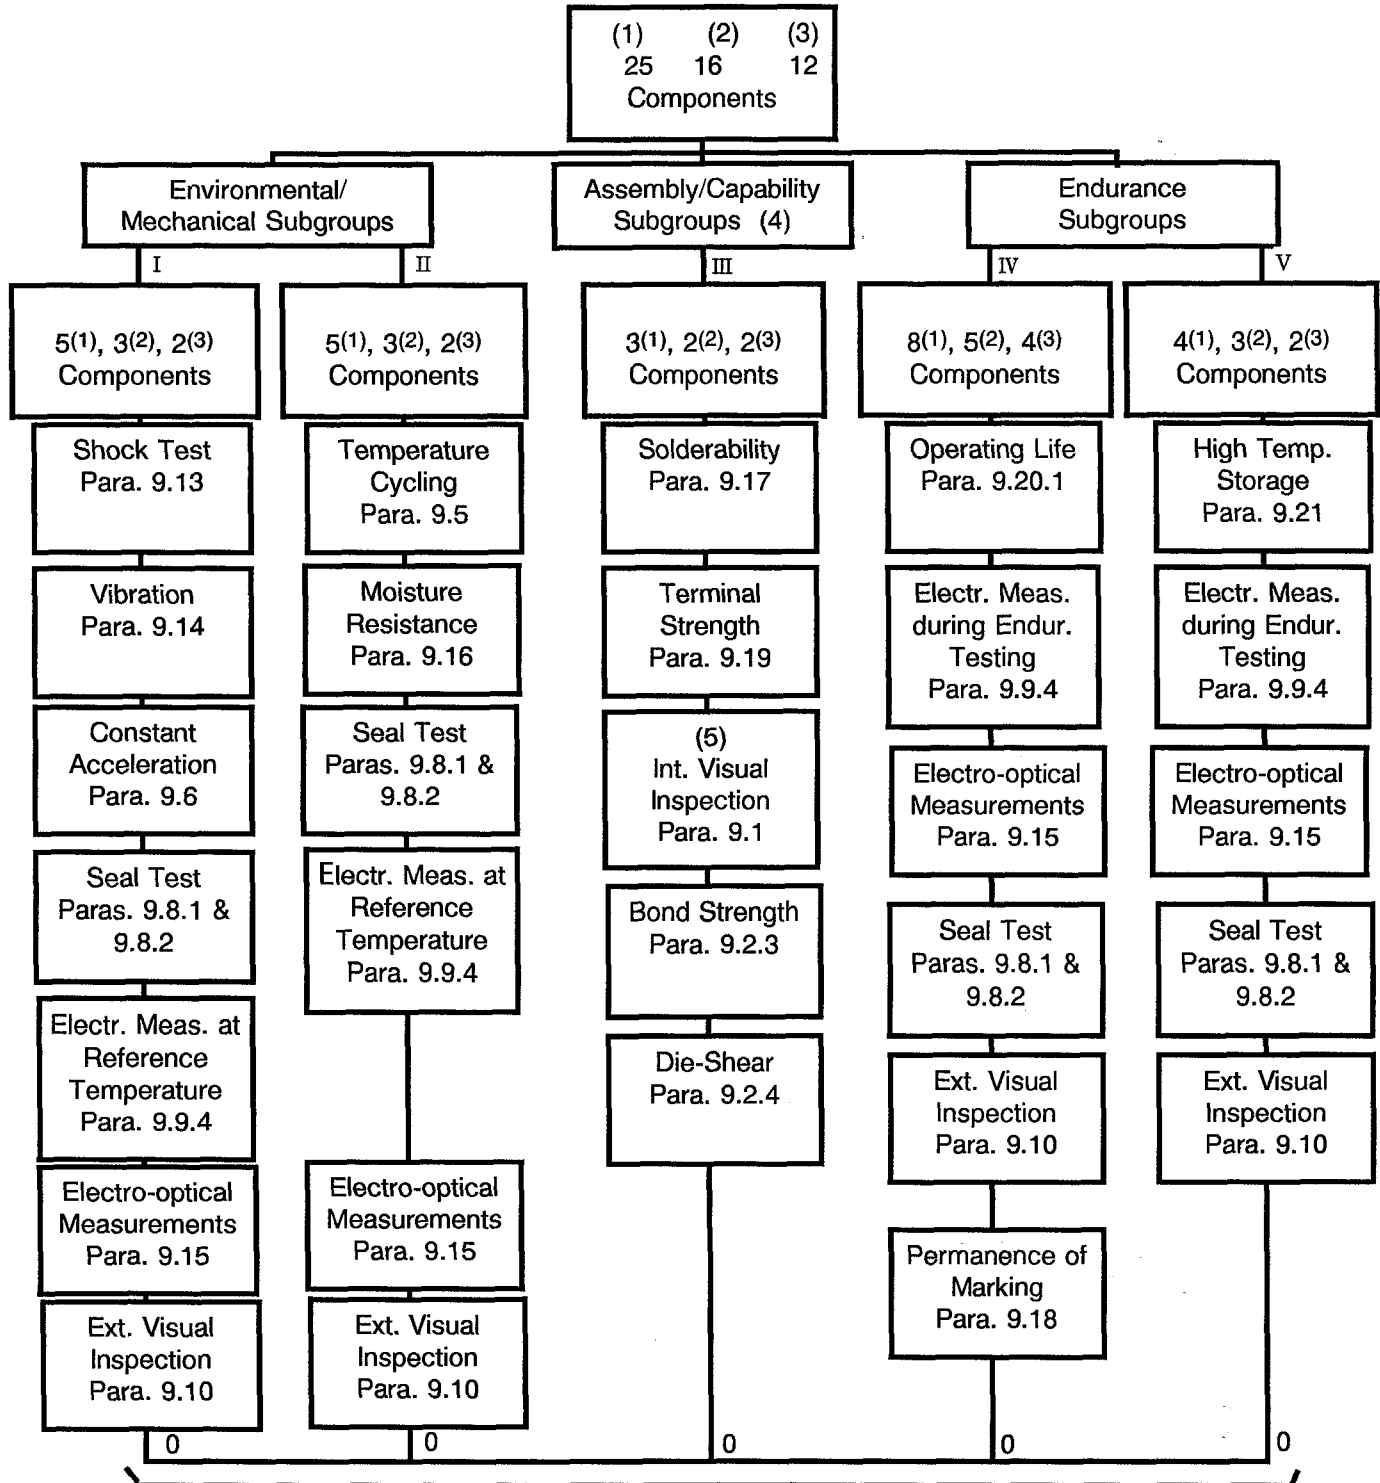 (1) (2) (3)
25 16 12
Components
Environmental/
Mechanical Subgroups
Assembly/Capability
Subgroups (4)
Endurance
Subgroups
I
II
III
IV
V
5(1), 3(2), 2(3)
Components
5(1), 3(2), 2(3)
Components
3(1), 2(2), 2(3)
Components
8(1), 5(2), 4(3)
Components
4(1), 3(2), 2(3)
Components
Shock Test
Para. 9.13
Vibration
Para. 9.14
Constant
Acceleration
Para. 9.6
Seal Test
Paras. 9.8.1 &
9.8.2
Electr. Meas. at
Reference
Temperature
Para. 9.9.4
Electro-optical
Measurements
Para. 9.15
Ext. Visual
Inspection
Para. 9.10
0
Temperature
Cycling
Para. 9.5
Moisture
Resistance
Para. 9.16
Seal Test
Paras. 9.8.1 &
9.8.2
Electr. Meas. at
Reference
Temperature
Para. 9.9.4
Electro-optical
Measurements
Para. 9.15
Ext. Visual
Inspection
Para. 9.10
0
Solderability
Para. 9.17
Terminal
Strength
Para. 9.19
(5)
Int. Visual
Inspection
Para. 9.1
Bond Strength
Para. 9.2.3
Die-Shear
Para. 9.2.4
0
Operating Life
Para. 9.20.1
Electr. Meas.
during Endur.
Testing
Para. 9.9.4
Electro-optical
Measurements
Para. 9.15
Seal Test
Paras. 9.8.1 &
9.8.2
Ext. Visual
Inspection
Para. 9.10
Permanence of
Marking
Para. 9.18
0
High Temp.
Storage
Para. 9.21
Electr. Meas.
during Endur.
Testing
Para. 9.9.4
Electro-optical
Measurements
Para. 9.15
Seal Test
Paras. 9.8.1 &
9.8.2
Ext. Visual
Inspection
Para. 9.10
0